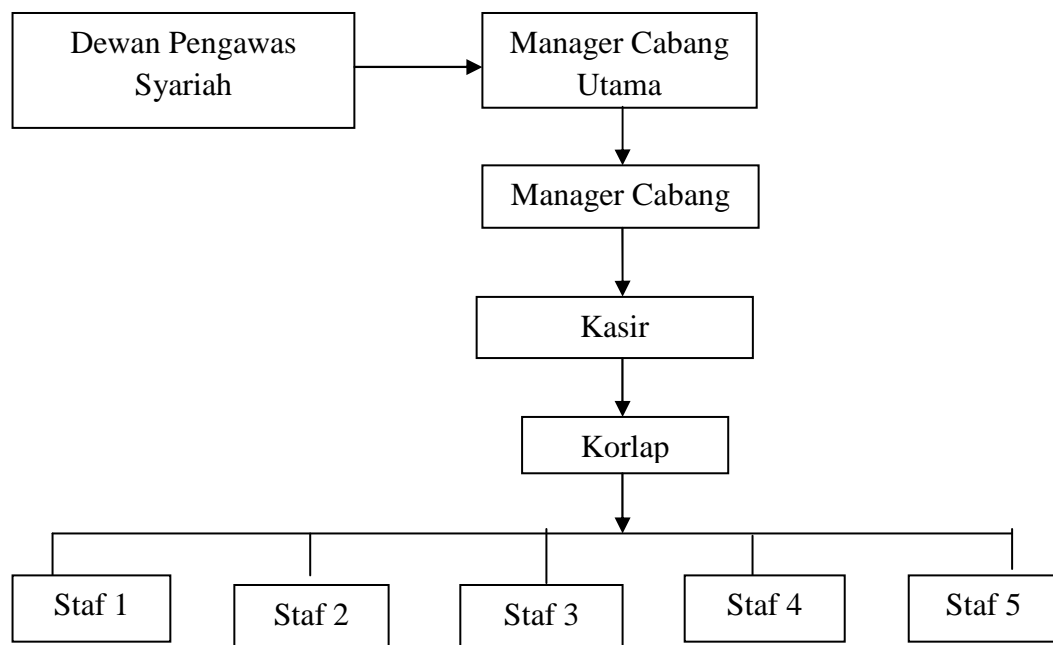 Dewan Pengawas
Syariah
Manager Cabang
Utama
Manager Cabang
Kasir
Korlap
Staf 1
Staf 2
Staf 3
Staf 4
Staf 5